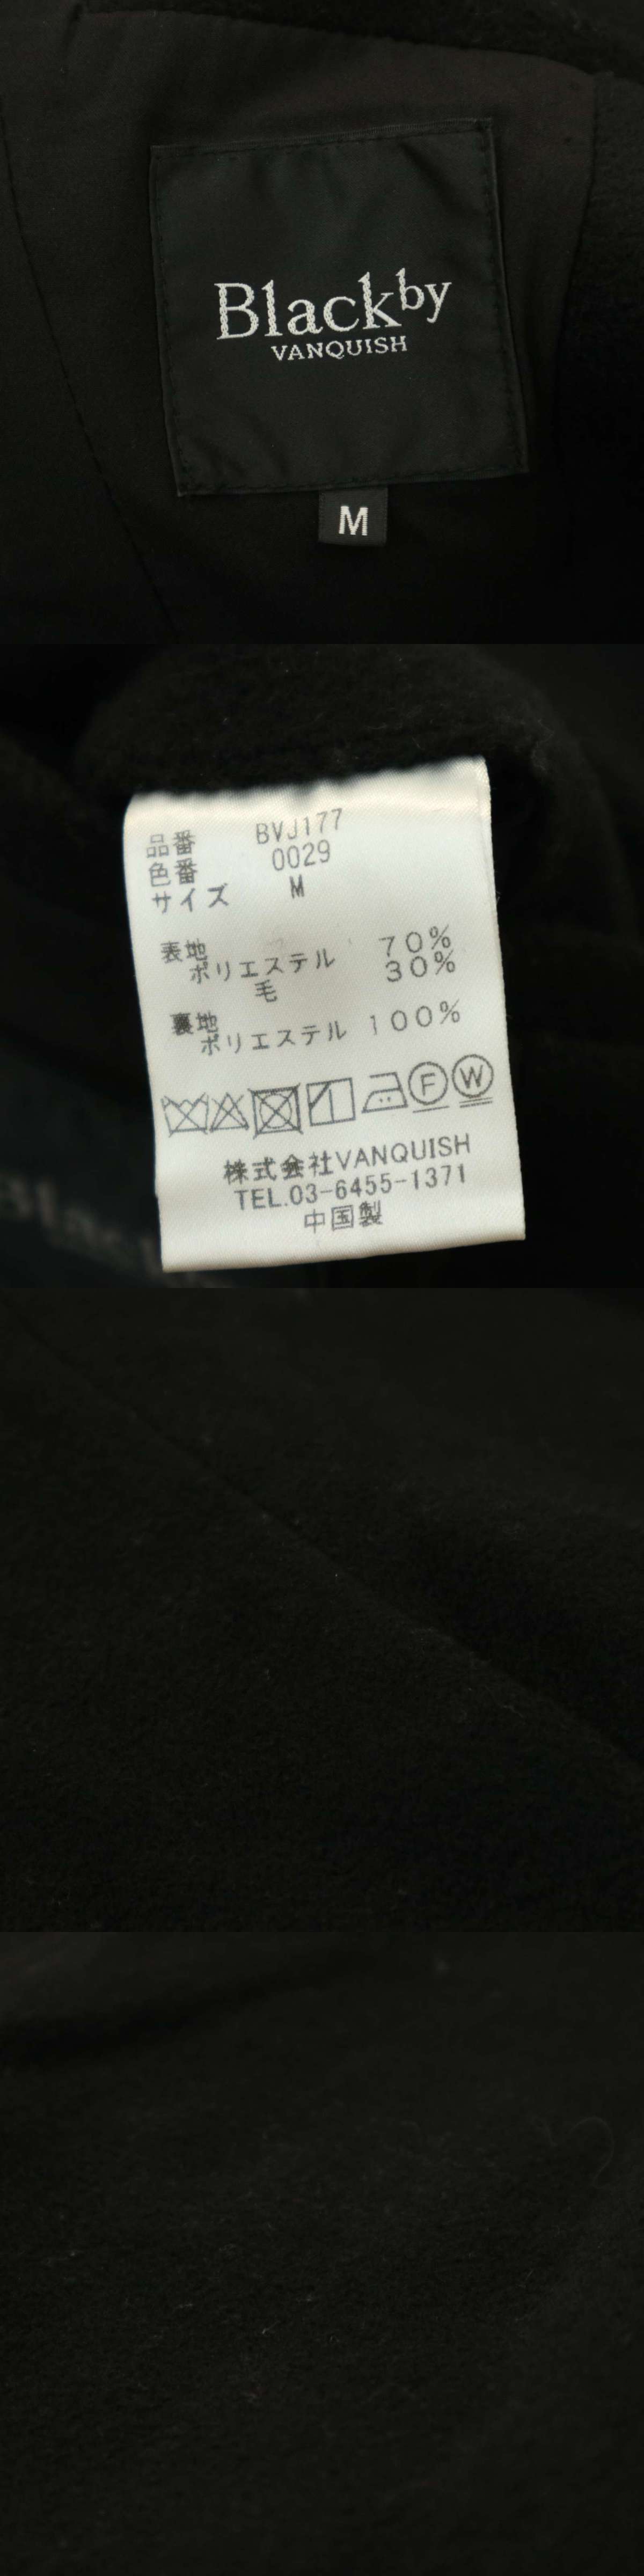 Blackby
VANQUISH
M
品番 BVJ177
色番 0029
サイズ M
表地
ポリエステル 70%
毛 30%
裏地
ポリエステル 100%
F W
株式会社VANQUISH
TEL.03-6455-1371
中国製